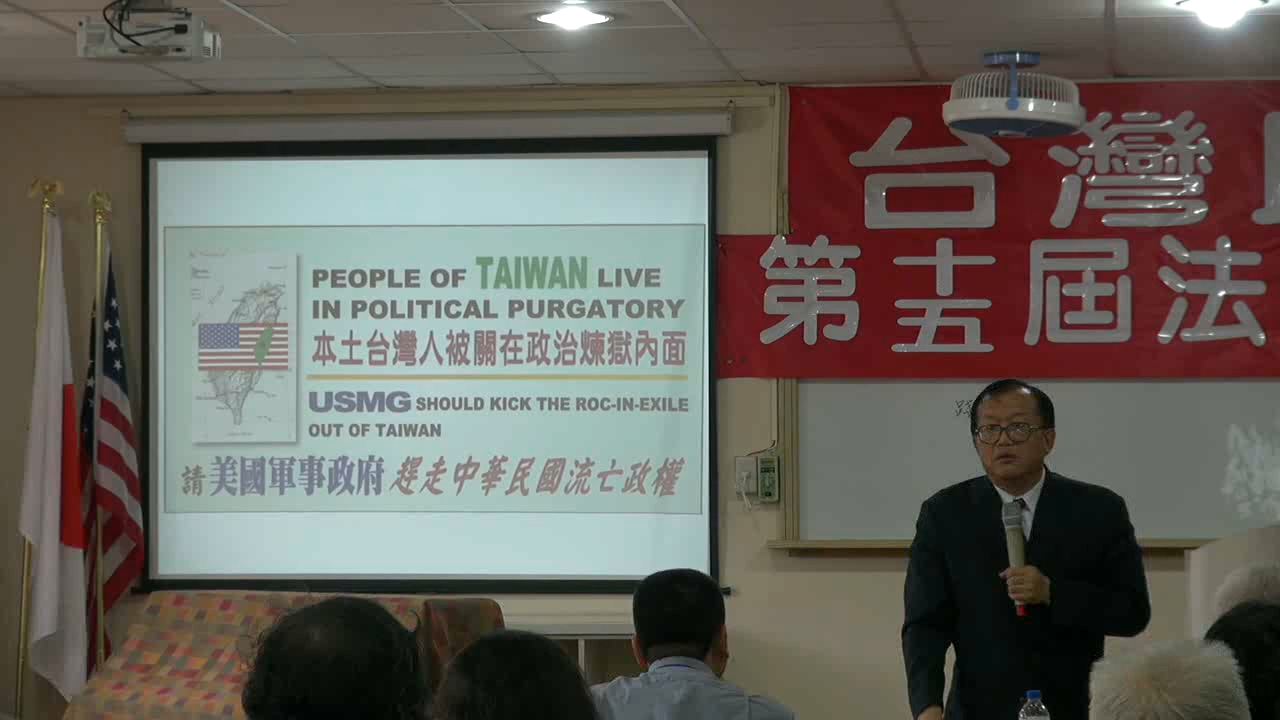 PEOPLE OF TAIWAN LIVE
IN POLITICAL PURGATORY
本土台灣人被關在政治煉獄內面
USMG SHOULD KICK THE ROC-IN-EXILE
OUT OF TAIWAN
請美國軍事政府趕走中華民國流亡政權
台灣
第十五屆法